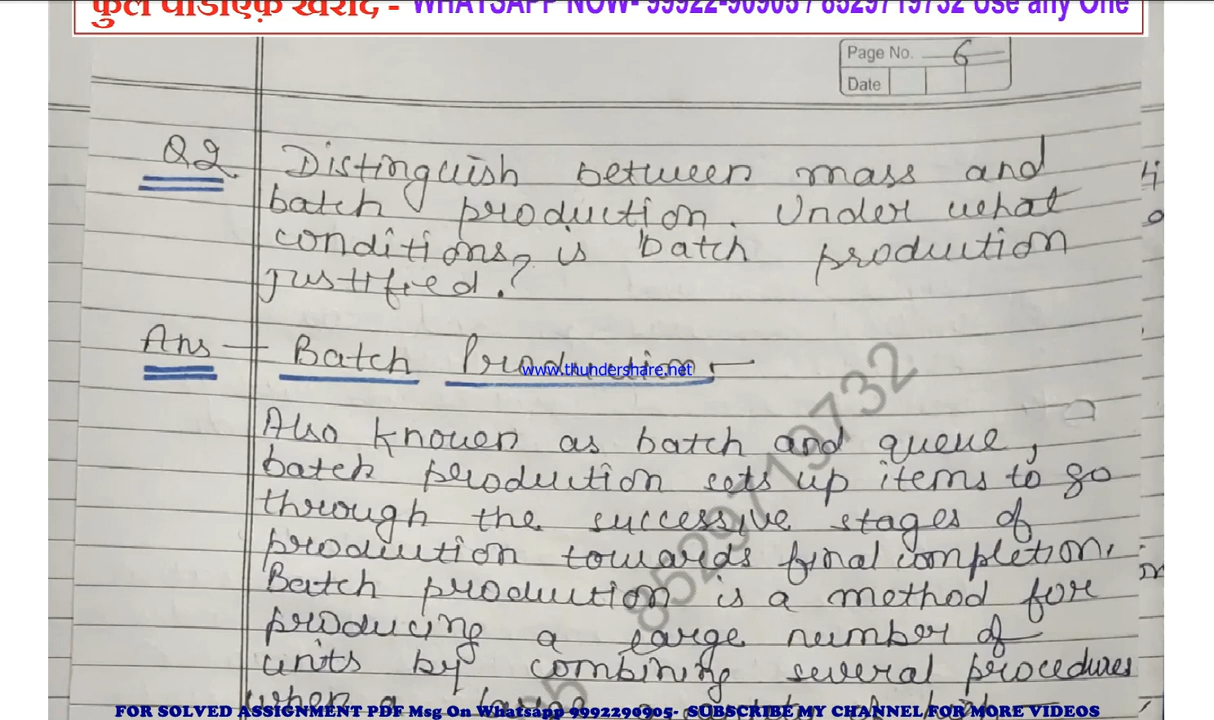 फुल पीडीएफ़ खरीदें - WHATSAPP NOW- 99922-90905 / 8529719732 Use any One
Page No. 6
Date
Q2 Distinguish between mass and
batch production. Under what
conditions, is batch production
justified.?
Ans - Batch Production -
www.thundershare.net
Also known as batch and queue,
batch production sets up items to go
through the successive stages of
production towards final completion.
Batch production is a method for
producing a large number of
units by combining several procedures
when a
8529719732
FOR SOLVED ASSIGNMENT PDF Msg On Whatsapp 9992290905- SUBSCRIBE MY CHANNEL FOR MORE VIDEOS